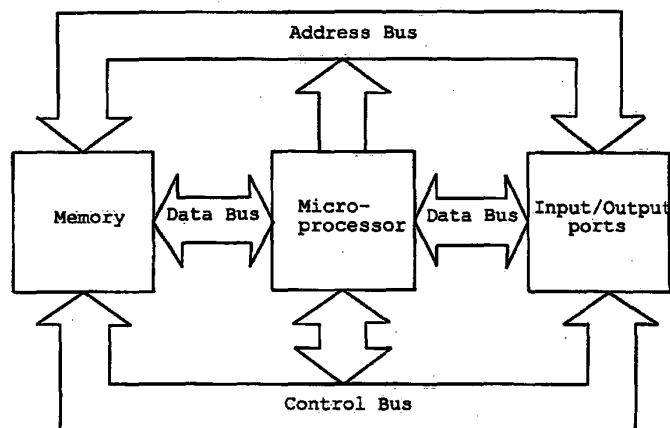 Address Bus
Memory
Data Bus
Micro-
processor
Data Bus
Input/Output
ports
Control Bus